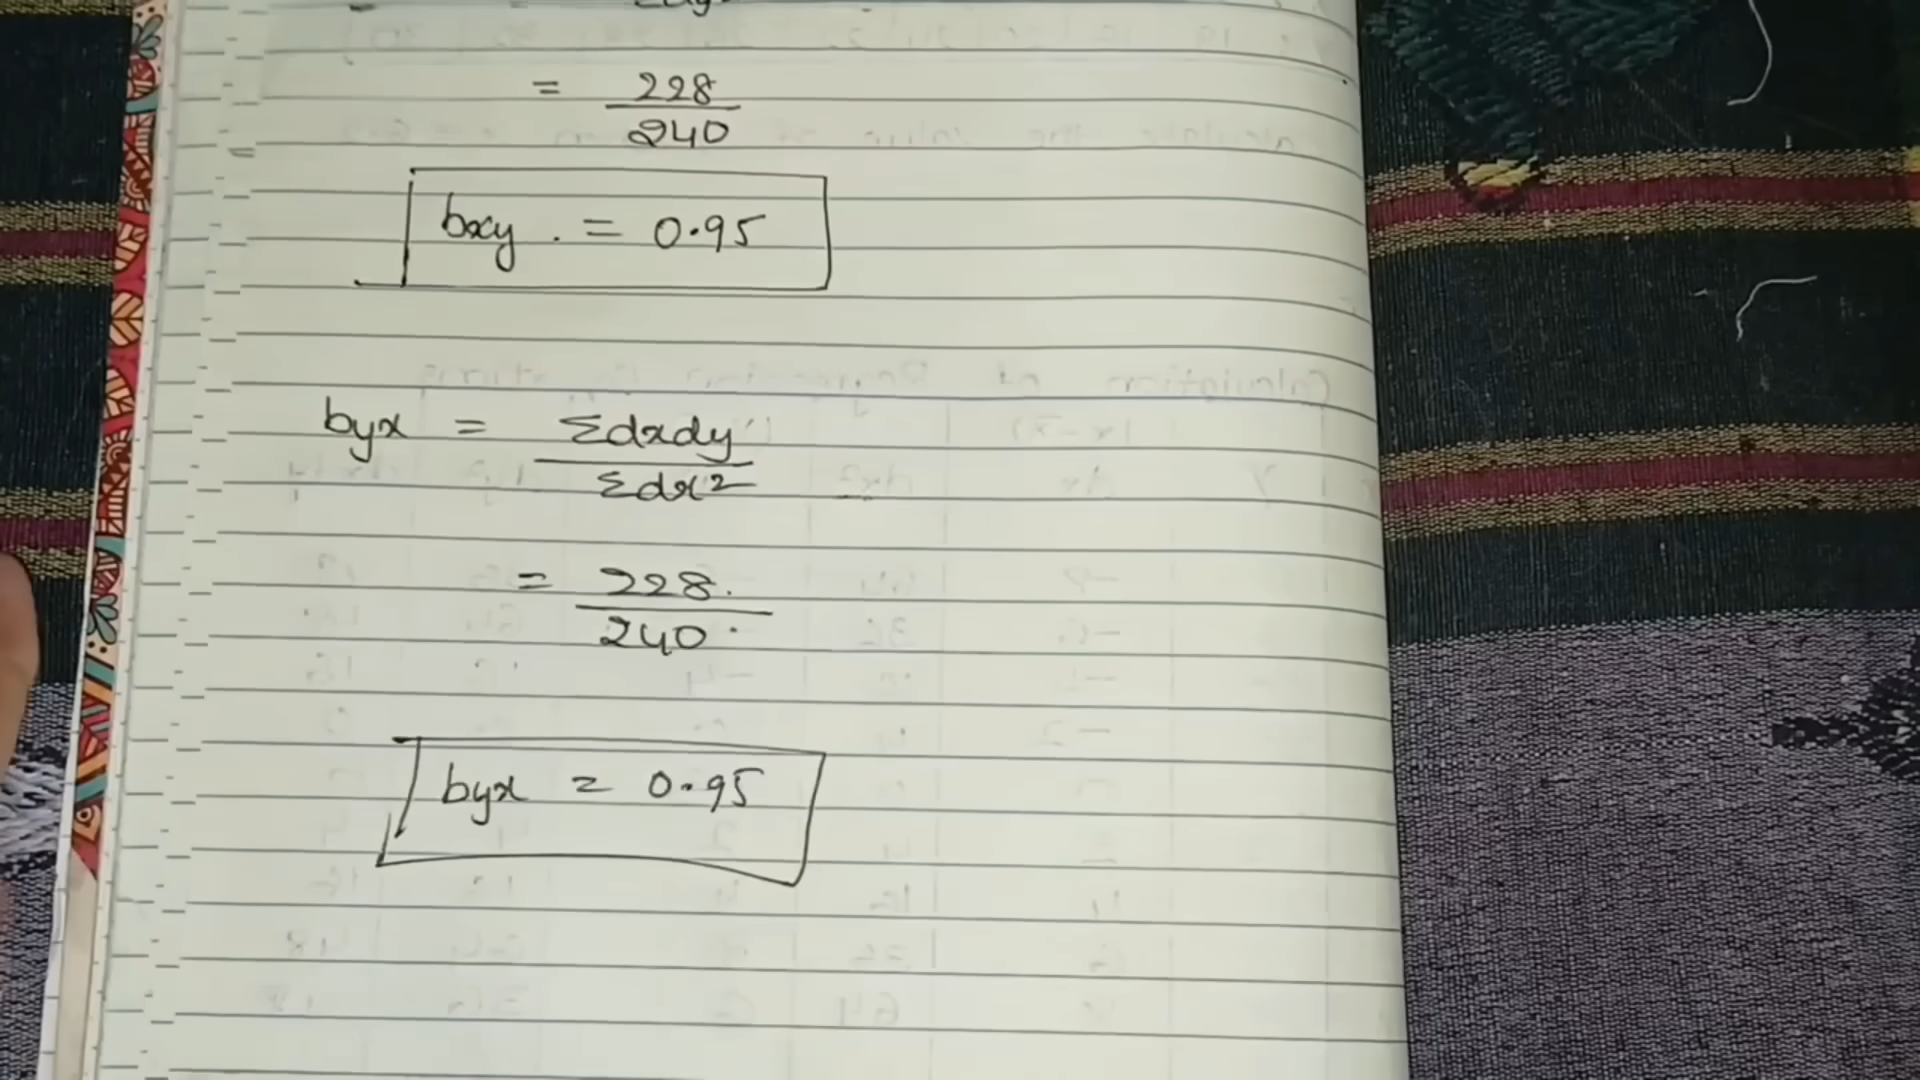 = 228
240
bxy . = 0.95
byx = Σdxdy
Σdx²
= 228.
240.
byx = 0.95